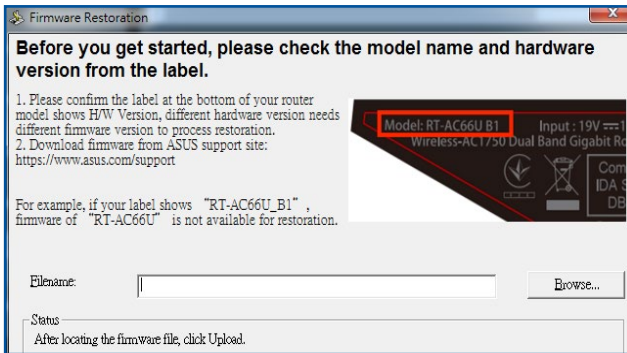 Firmware Restoration
Before you get started, please check the model name and hardware
version from the label.
1. Please confirm the label at the bottom of your router
model shows H/W Version, different hardware version needs
different firmware version to process restoration.
2. Download firmware from ASUS support site:
https://www.asus.com/support
For example, if your label shows “RT-AC66U_B1”,
firmware of “RT-AC66U” is not available for restoration.
Model: RT-AC66U B1 Input : 19V
Wireless-AC1750 Dual Band Gigabit Ro
Com
IDA S
DB
Filename:
Browse...
Status
After locating the firmware file, click Upload.